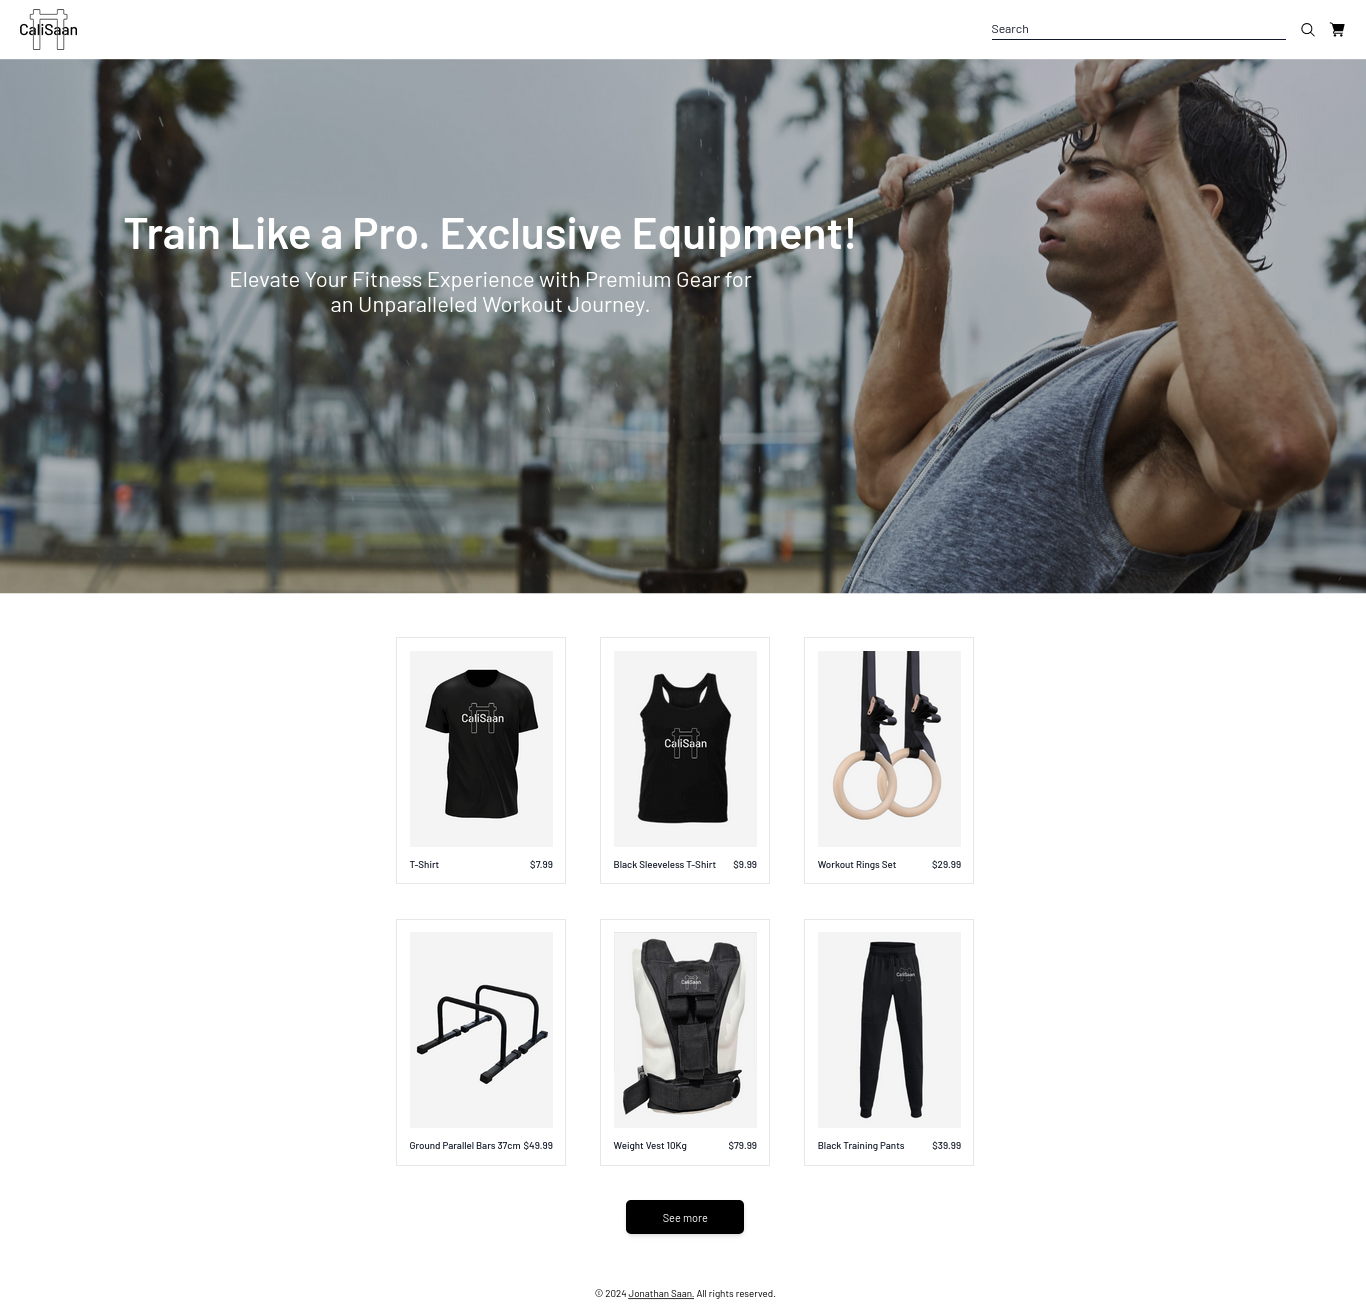 CaliSaan
Search
Train Like a Pro. Exclusive Equipment!
Elevate Your Fitness Experience with Premium Gear for
an Unparalleled Workout Journey.
CaliSaan
CaliSaan
T-Shirt $7.99
Black Sleeveless T-Shirt $9.99
Workout Rings Set $29.99
CaliSaan
CaliSaan
Ground Parallel Bars 37cm $49.99
Weight Vest 10Kg $79.99
Black Training Pants $39.99
See more
© 2024 Jonathan Saan. All rights reserved.